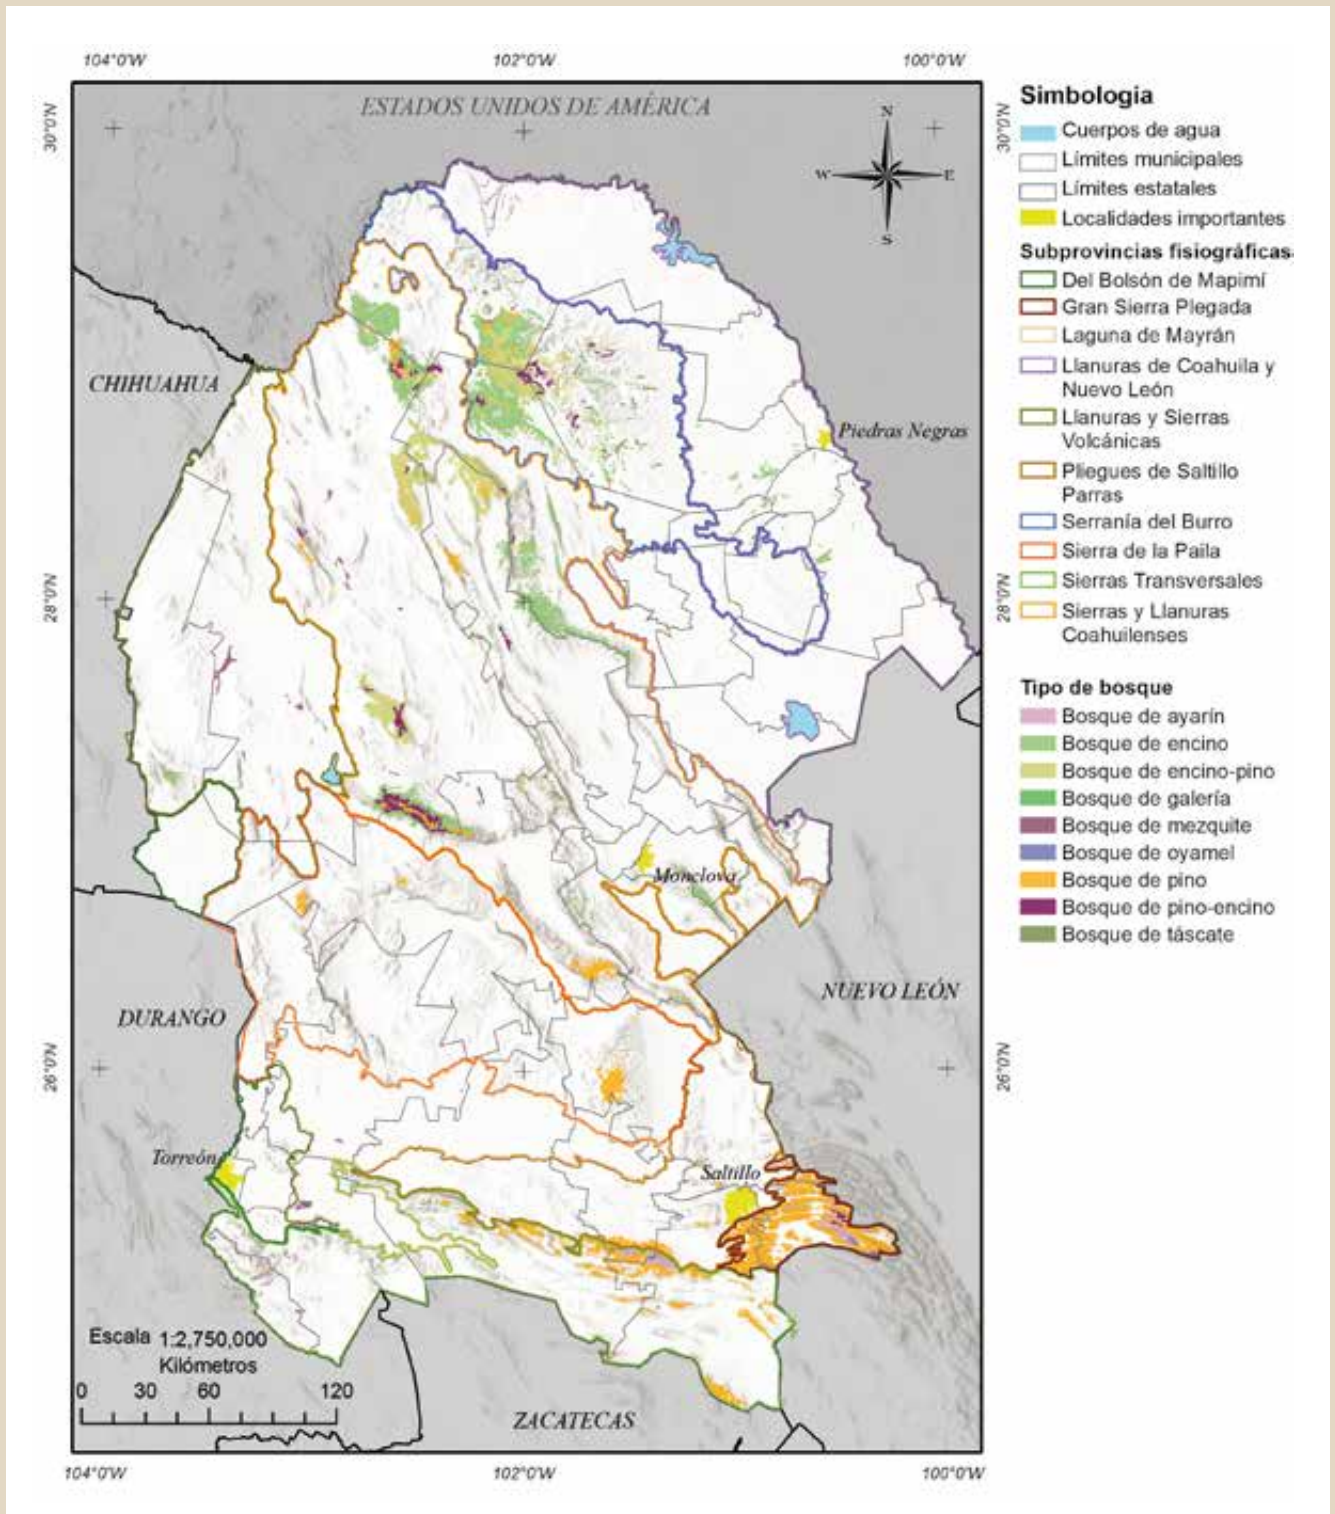 104°0'W 102°0'W 100°0'W
30°0'N
30°0'N
ESTADOS UNIDOS DE AMÉRICA
N
W E
S
CHIHUAHUA
Piedras Negras
28°0'N
28°0'N
Monclova
NUEVO LEÓN
DURANGO
26°0'N
26°0'N
Torreón
Saltillo
Escala 1:2,750,000
Kilómetros
0 30 60 120
ZACATECAS
104°0'W 102°0'W 100°0'W
Simbología
Cuerpos de agua
Límites municipales
Límites estatales
Localidades importantes
Subprovincias fisiográficas
Del Bolsón de Mapimí
Gran Sierra Plegada
Laguna de Mayrán
Llanuras de Coahuila y
Nuevo León
Llanuras y Sierras
Volcánicas
Pliegues de Saltillo
Parras
Serranía del Burro
Sierra de la Paila
Sierras Transversales
Sierras y Llanuras
Coahuilenses
Tipo de bosque
Bosque de ayarín
Bosque de encino
Bosque de encino-pino
Bosque de galería
Bosque de mezquite
Bosque de oyamel
Bosque de pino
Bosque de pino-encino
Bosque de táscate